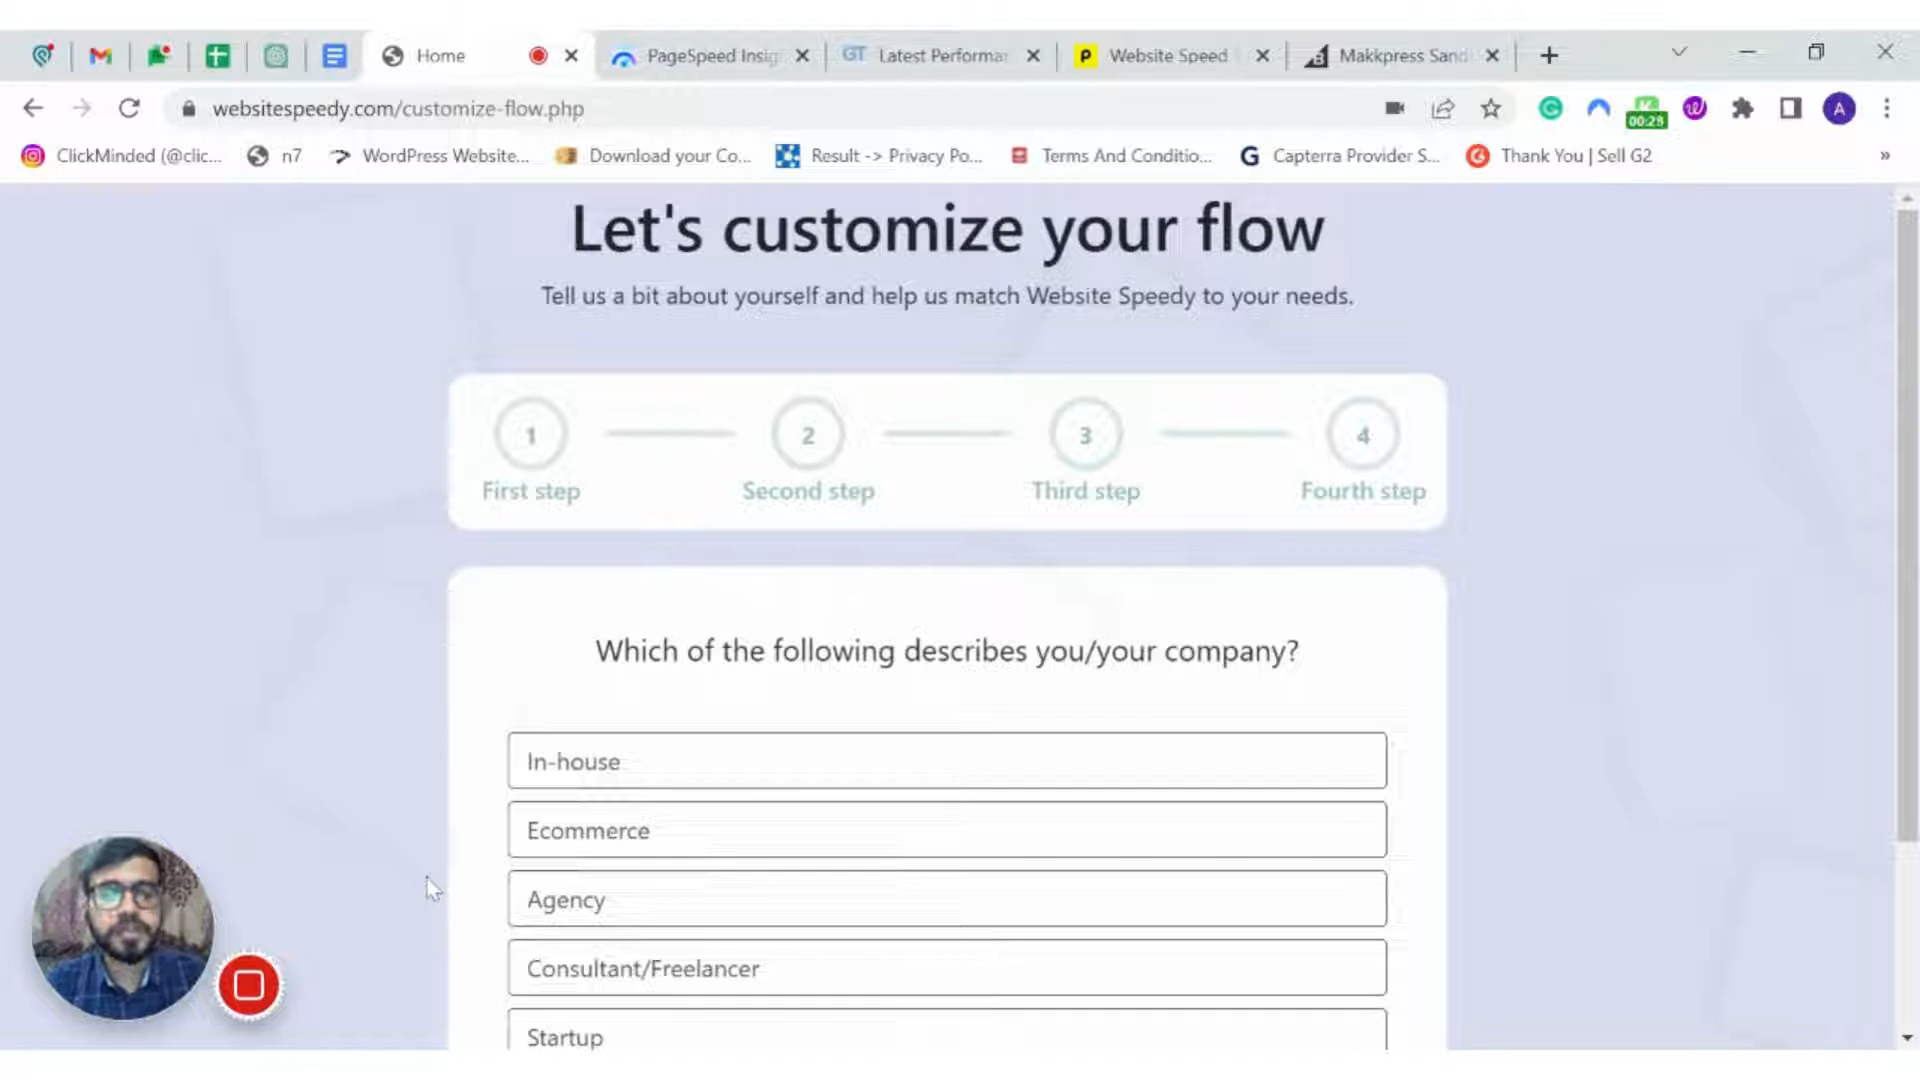 Home
PageSpeed Insig
GT Latest Performar
P Website Speed
Makkpress Sand
websitespeedy.com/customize-flow.php
00:28
A
ClickMinded (@clic...
n7
WordPress Website...
Download your Co...
Result -> Privacy Po...
Terms And Conditio...
G Capterra Provider S...
Thank You | Sell G2
»
Let's customize your flow
Tell us a bit about yourself and help us match Website Speedy to your needs.
1
2
3
4
First step
Second step
Third step
Fourth step
Which of the following describes you/your company?
In-house
Ecommerce
Agency
Consultant/Freelancer
Startup